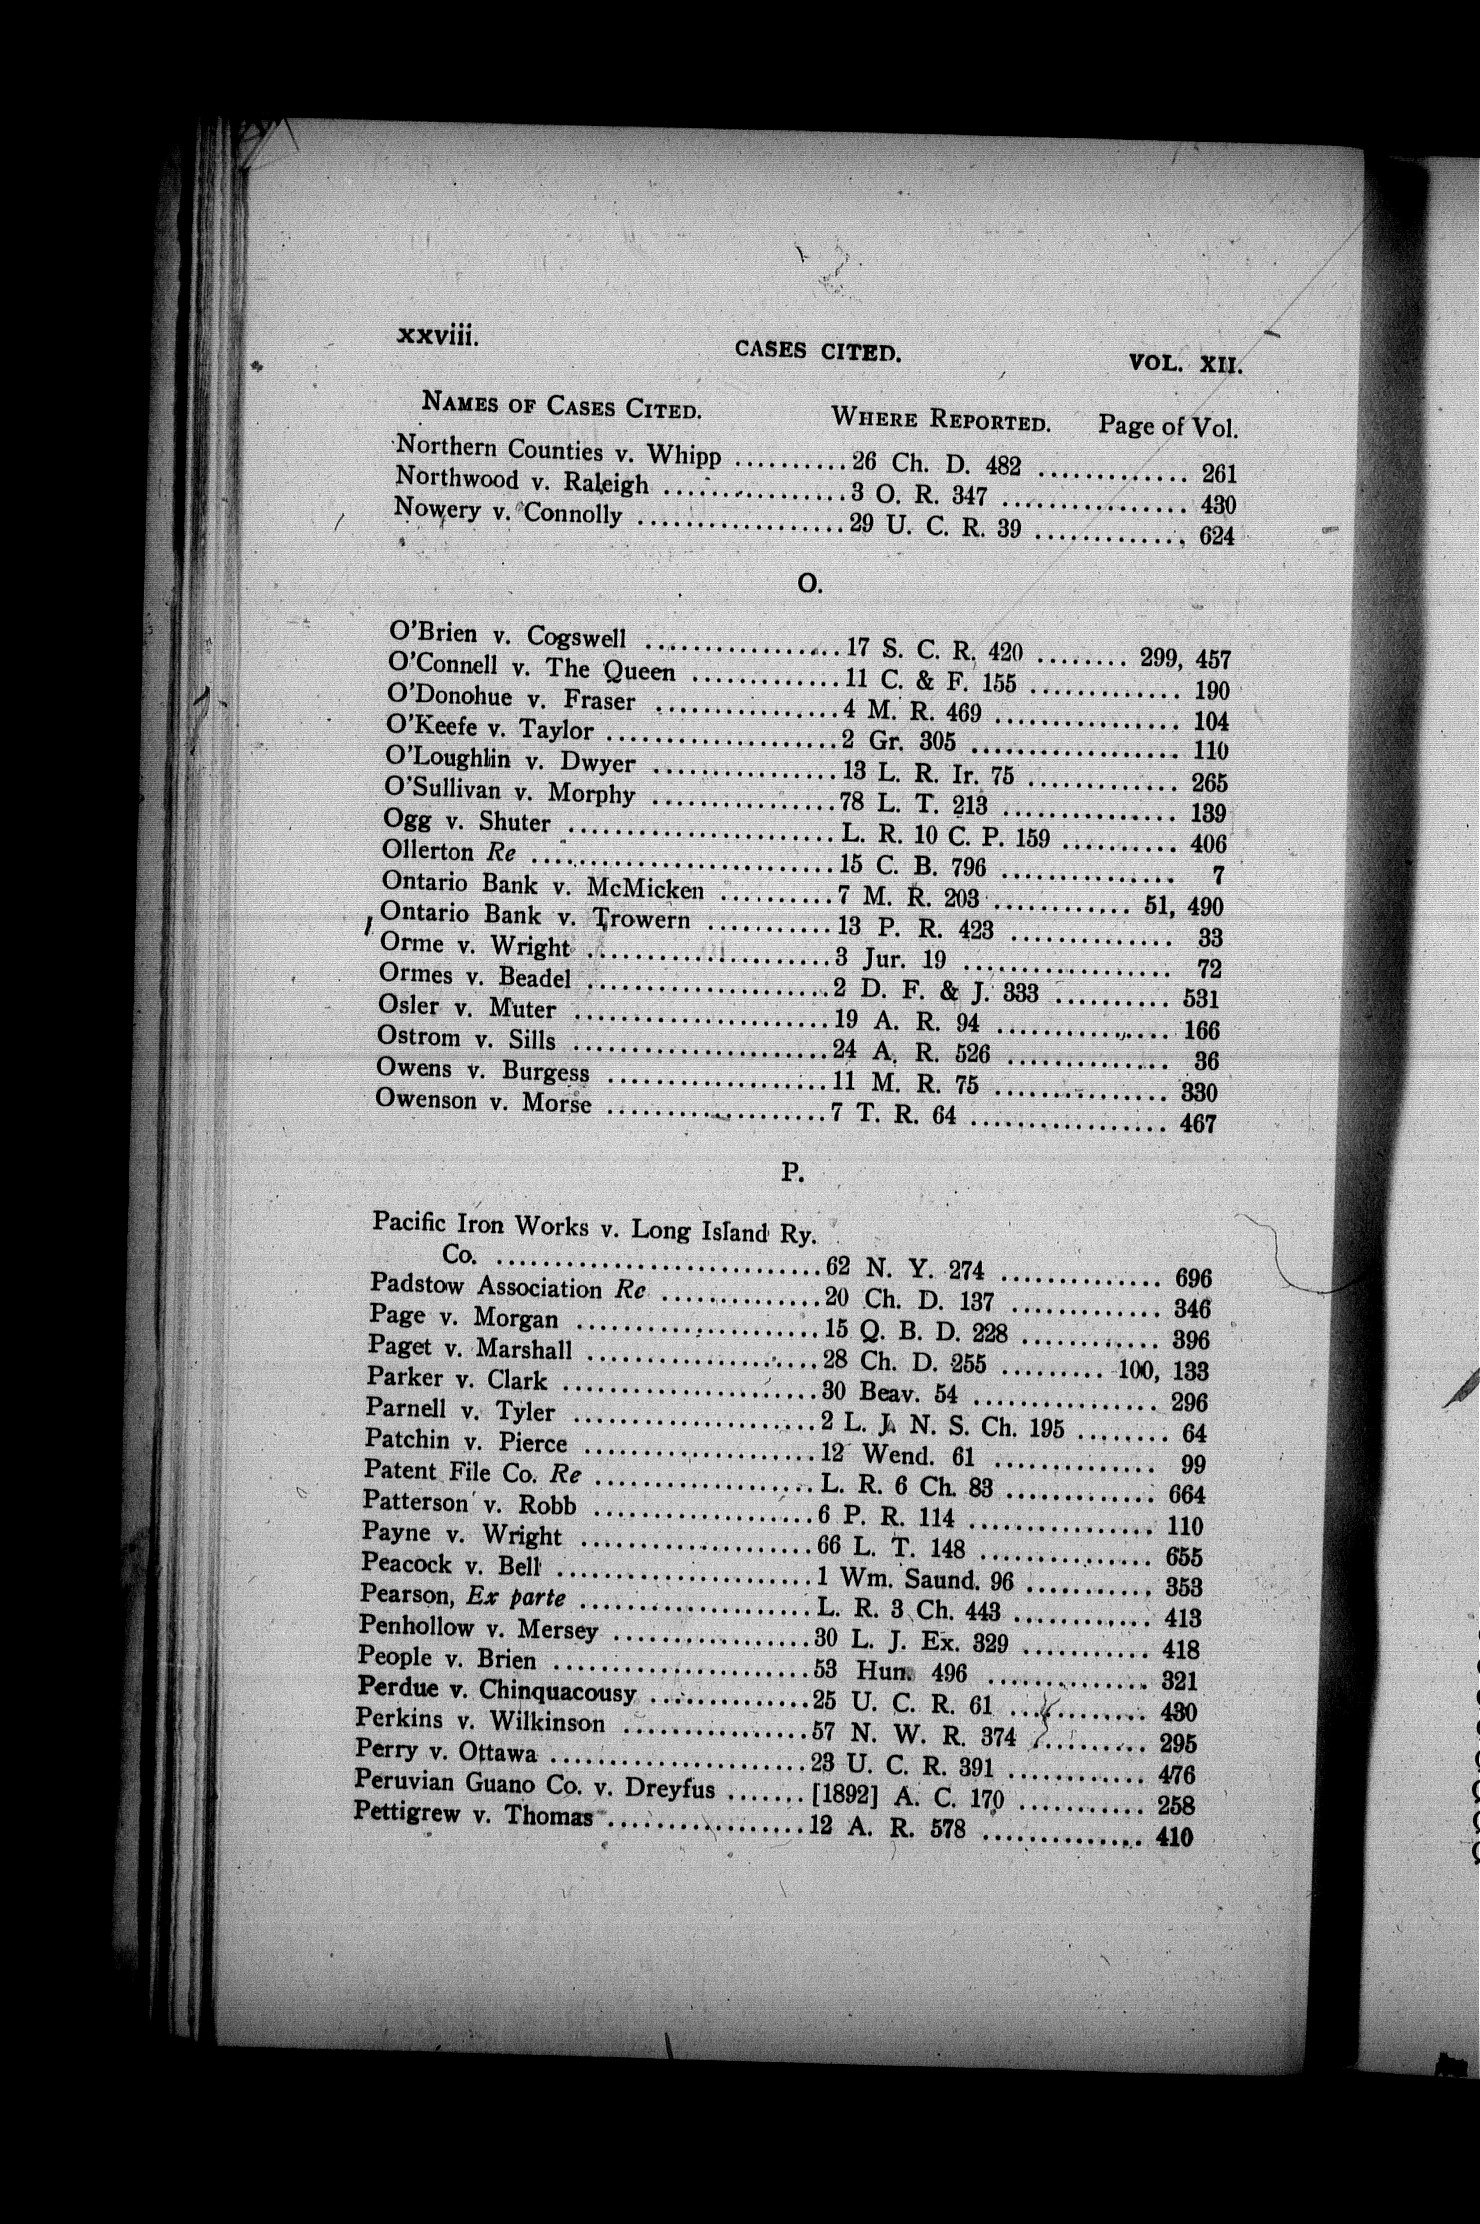 xxviii. CASES CITED. VOL. XII.
NAMES OF CASES CITED. WHERE REPORTED. Page of Vol.
Northern Counties v. Whipp ..........26 Ch. D. 482 ............. 261
Northwood v. Raleigh ................3 O. R. 347 ................ 430
Nowery v. Connolly ..................29 U. C. R. 39 ............. 624
O.
O'Brien v. Cogswell .................17 S. C. R. 420 ........ 299, 457
O'Connell v. The Queen .............11 C. & F. 155 ............. 190
O'Donohue v. Fraser ................4 M. R. 469 ................ 104
O'Keefe v. Taylor ....................2 Gr. 305 .................. 110
O'Loughlin v. Dwyer ................13 L. R. Ir. 75 ............. 265
O'Sullivan v. Morphy ................78 L. T. 213 ............... 139
Ogg v. Shuter .......................L. R. 10 C. P. 159 .......... 406
Ollerton Re ..........................15 C. B. 796 ............... 7
Ontario Bank v. McMicken ..........7 M. R. 203 ............ 51, 490
Ontario Bank v. Trowern ...........13 P. R. 423 .............. 33
Orme v. Wright .....................3 Jur. 19 .................. 72
Ormes v. Beadel .....................2 D. F. & J. 333 .......... 531
Osler v. Muter ......................19 A. R. 94 ............... 166
Ostrom v. Sills ......................24 A. R. 526 .............. 36
Owens v. Burgess ...................11 M. R. 75 ............... 330
Owenson v. Morse ...................7 T. R. 64 ................. 467
P.
Pacific Iron Works v. Long Island Ry.
Co. ............................62 N. Y. 274 .............. 696
Padstow Association Re ..............20 Ch. D. 137 ............. 346
Page v. Morgan .....................15 Q. B. D. 228 ............ 396
Paget v. Marshall ....................28 Ch. D. 255 ......... 100, 133
Parker v. Clark ......................30 Beav. 54 ................ 296
Parnell v. Tyler .....................2 L. J. N. S. Ch. 195 ........ 64
Patchin v. Pierce ....................12 Wend. 61 .............. 99
Patent File Co. Re ...................L. R. 6 Ch. 83 ............. 664
Patterson v. Robb ...................6 P. R. 114 ................ 110
Payne v. Wright ....................66 L. T. 148 ............... 655
Peacock v. Bell ......................1 Wm. Saund. 96 ........... 353
Pearson, Ex parte ....................L. R. 3 Ch. 443 ............ 413
Penhollow v. Mersey .................30 L. J. Ex. 329 ........... 418
People v. Brien ......................53 Hun. 496 .............. 321
Perdue v. Chinquacousy ..............25 U. C. R. 61 ............ 430
Perkins v. Wilkinson ................57 N. W. R. 374 .......... 295
Perry v. Ottawa ......................23 U. C. R. 391 ............ 476
Peruvian Guano Co. v. Dreyfus .......[1892] A. C. 170 ........... 258
Pettigrew v. Thomas .................12 A. R. 578 .............. 410